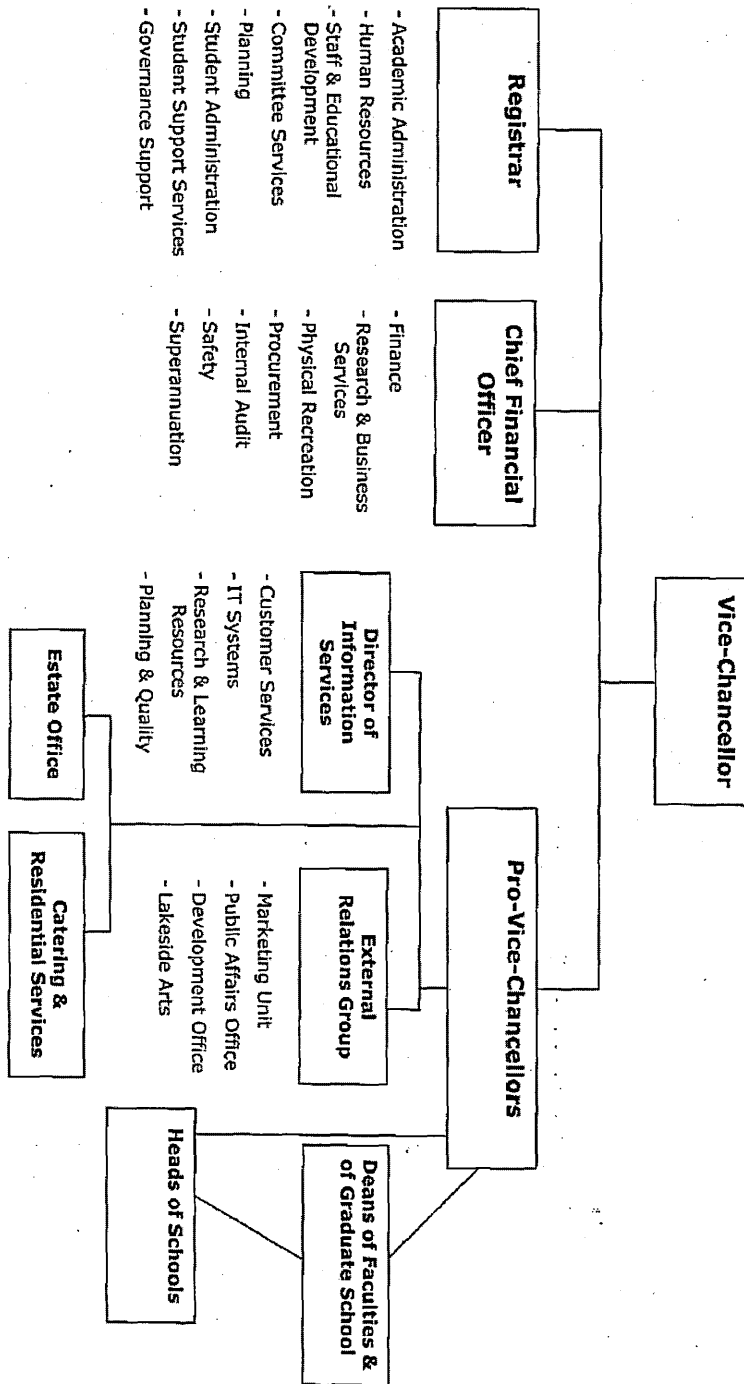 Vice-Chancellor
Registrar
- Academic Administration
- Human Resources
- Staff & Educational
Development
- Committee Services
- Planning
- Student Administration
- Student Support Services
- Governance Support
Chief Financial
Officer
- Finance
- Research & Business
Services
- Physical Recreation
- Procurement
- Internal Audit
- Safety
- Superannuation
Pro-Vice-Chancellors
Director of
Information
Services
- Customer Services
- IT Systems
- Research & Learning
Resources
- Planning & Quality
External
Relations Group
- Marketing Unit
- Public Affairs Office
- Development Office
- Lakeside Arts
Deans of Faculties &
of Graduate School
Estate Office
Catering &
Residential Services
Heads of Schools